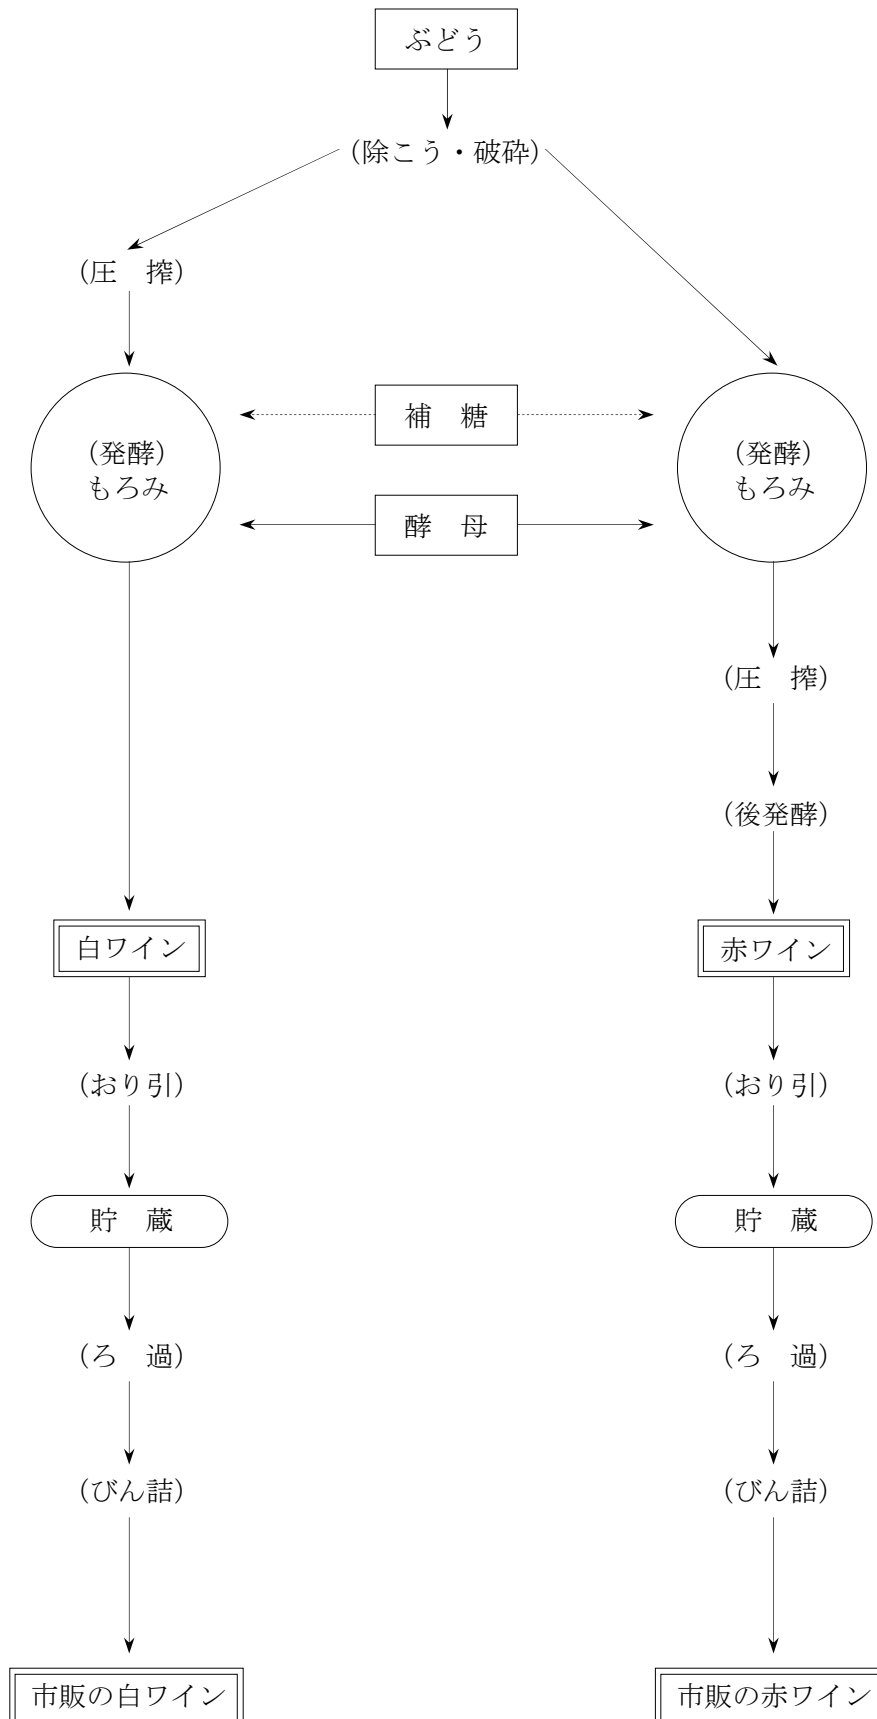 ぶどう
（除こう・破砕）
（圧　搾）
（発酵）
もろみ
補　糖
酵　母
（発酵）
もろみ
（圧　搾）
（後発酵）
白ワイン
赤ワイン
（おり引）
（おり引）
貯　蔵
貯　蔵
（ろ　過）
（ろ　過）
（びん詰）
（びん詰）
市販の白ワイン
市販の赤ワイン